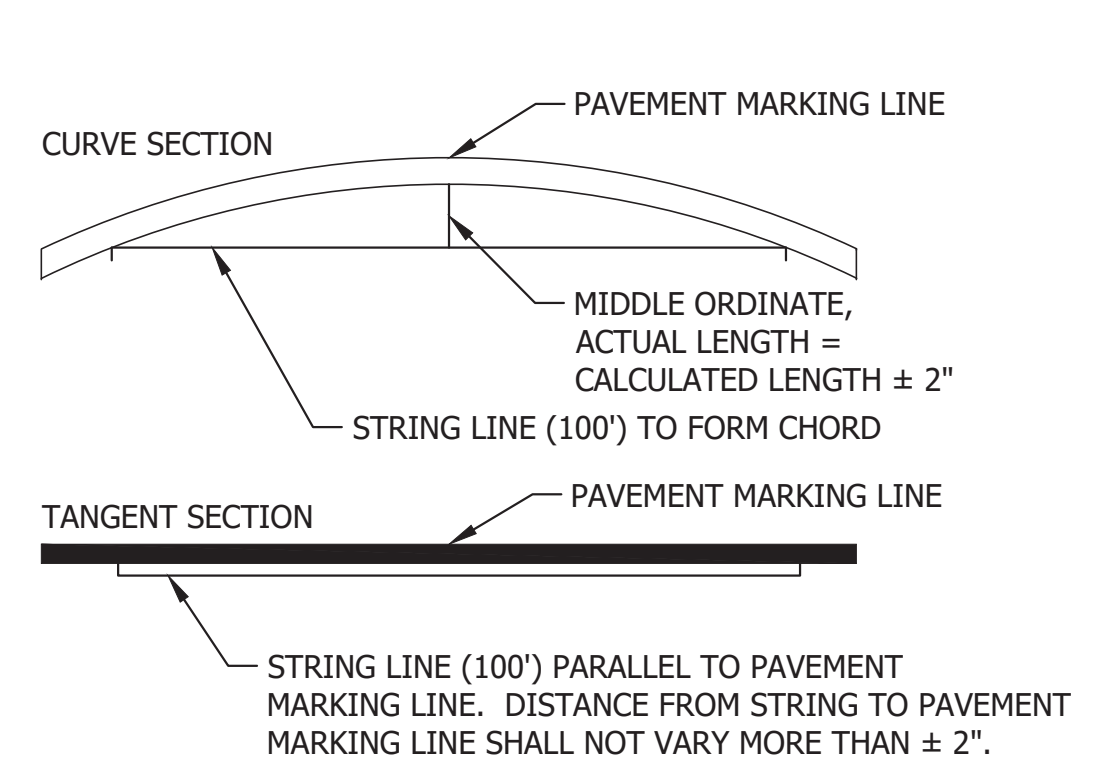 PAVEMENT MARKING LINE
CURVE SECTION
MIDDLE ORDINATE,
ACTUAL LENGTH =
CALCULATED LENGTH ± 2"
STRING LINE (100') TO FORM CHORD
PAVEMENT MARKING LINE
TANGENT SECTION
STRING LINE (100') PARALLEL TO PAVEMENT
MARKING LINE.  DISTANCE FROM STRING TO PAVEMENT
MARKING LINE SHALL NOT VARY MORE THAN ± 2".